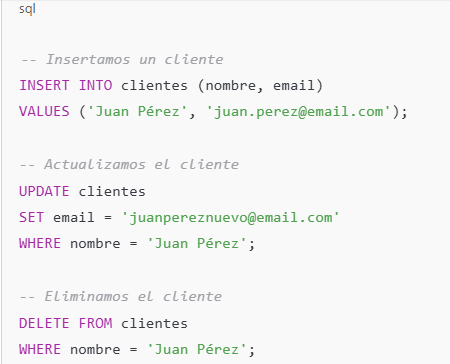 sql
-- Insertamos un cliente
INSERT INTO clientes (nombre, email)
VALUES ('Juan Pérez', 'juan.perez@email.com');
-- Actualizamos el cliente
UPDATE clientes
SET email = 'juanpereznuevo@email.com'
WHERE nombre = 'Juan Pérez';
-- Eliminamos el cliente
DELETE FROM clientes
WHERE nombre = 'Juan Pérez';